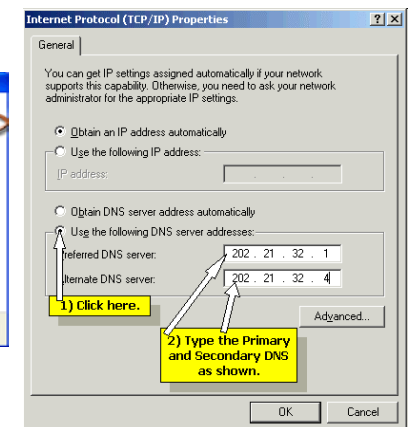 Internet Protocol (TCP/IP) Properties
General
You can get IP settings assigned automatically if your network
supports this capability. Otherwise, you need to ask your network
administrator for the appropriate IP settings.
Obtain an IP address automatically
Use the following IP address:
IP address:
Obtain DNS server address automatically
Use the following DNS server addresses:
Preferred DNS server: 202 . 21 . 32 . 1
Alternate DNS server: 202 . 21 . 32 . 4
1) Click here.
Advanced...
2) Type the Primary
and Secondary DNS
as shown.
OK Cancel